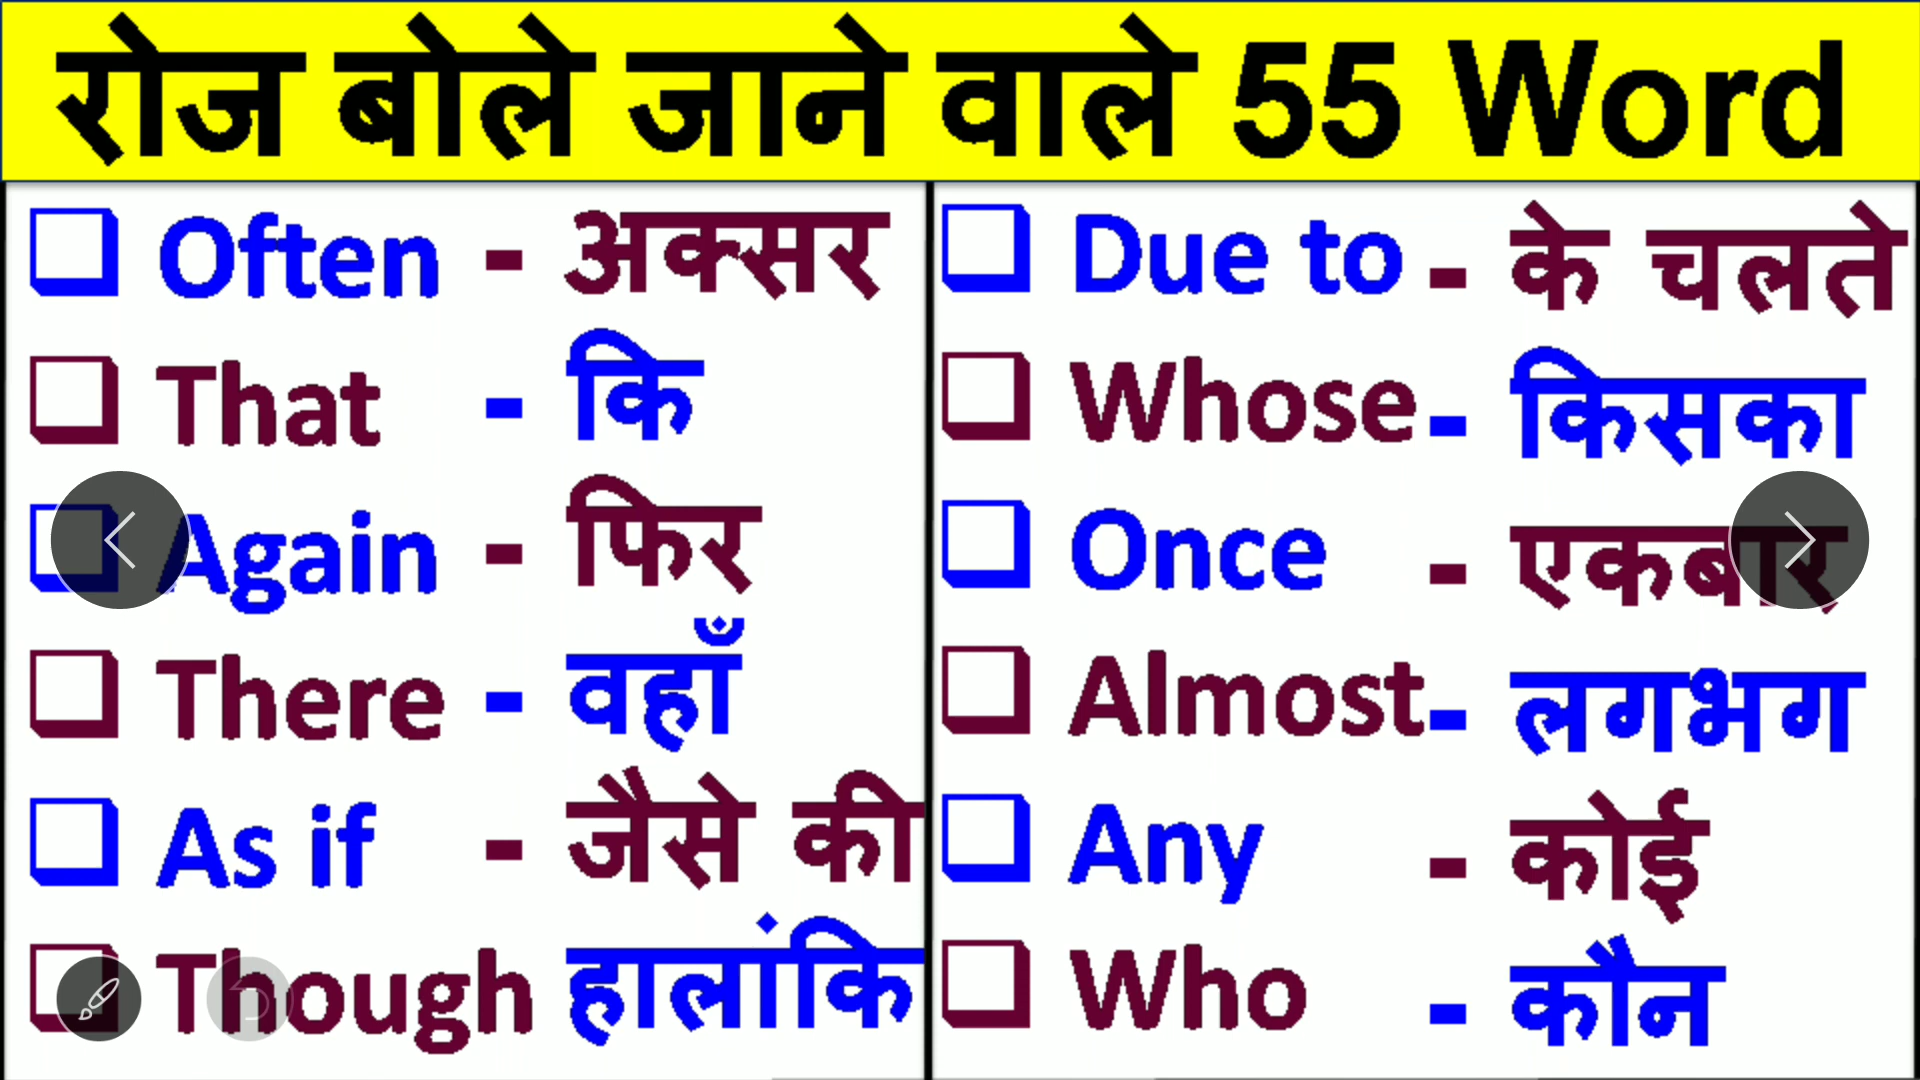 रोज बोले जाने वाले 55 Word
Often - अक्सर
That - कि
Again - फिर
There - वहाँ
As if - जैसे की
Though हालांकि
Due to - के चलते
Whose - किसका
Once - एकबार
Almost - लगभग
Any - कोई
Who - कौन